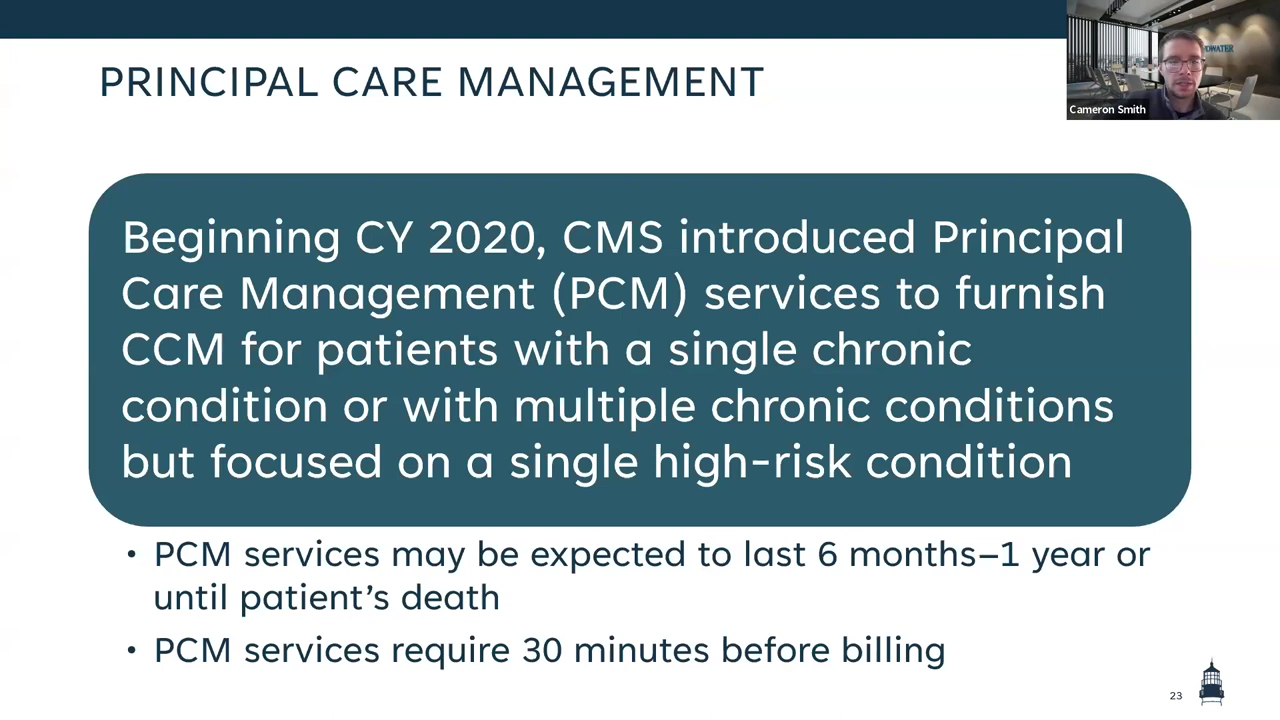 PRINCIPAL CARE MANAGEMENT
Cameron Smith
Beginning CY 2020, CMS introduced Principal
Care Management (PCM) services to furnish
CCM for patients with a single chronic
condition or with multiple chronic conditions
but focused on a single high-risk condition
• PCM services may be expected to last 6 months–1 year or
until patient’s death
• PCM services require 30 minutes before billing
23